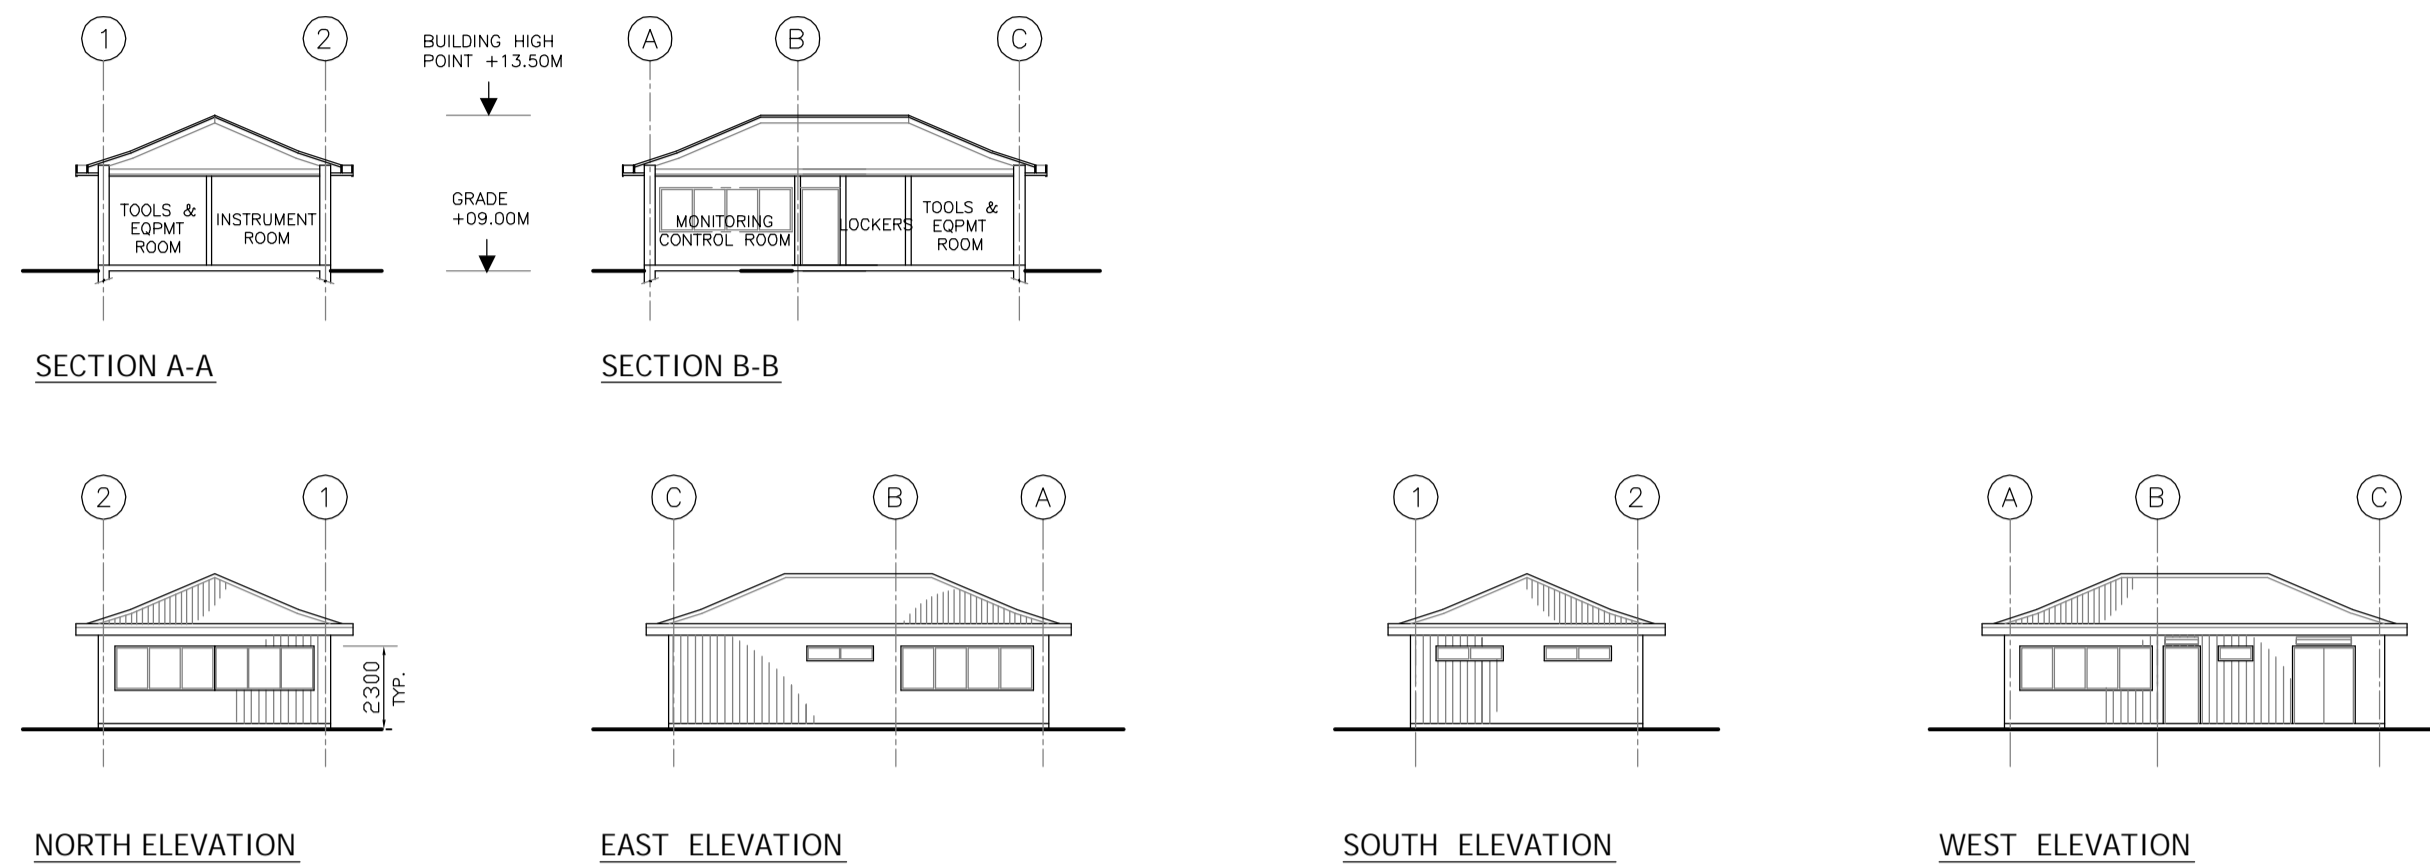 1
2
BUILDING HIGH
POINT +13.50M
A
B
C
GRADE
+09.00M
TOOLS &
EQPMT
ROOM
INSTRUMENT
ROOM
MONITORING
CONTROL ROOM
LOCKERS
TOOLS &
EQPMT
ROOM
SECTION A-A
SECTION B-B
2
1
C
B
A
1
2
A
B
C
2300
TYP.
NORTH ELEVATION
EAST ELEVATION
SOUTH ELEVATION
WEST ELEVATION